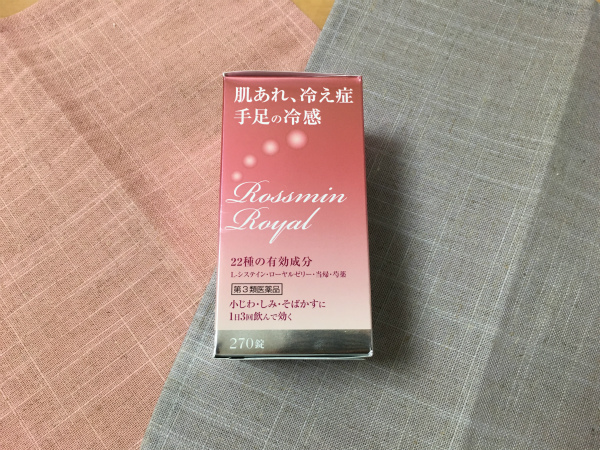 肌あれ、冷え症
手足の冷感
Rossmin
Royal
22種の有効成分
L-システイン・ローヤルゼリー・当帰・芍薬
第3類医薬品
小じわ・しみ・そばかすに
1日3回飲んで効く
270錠